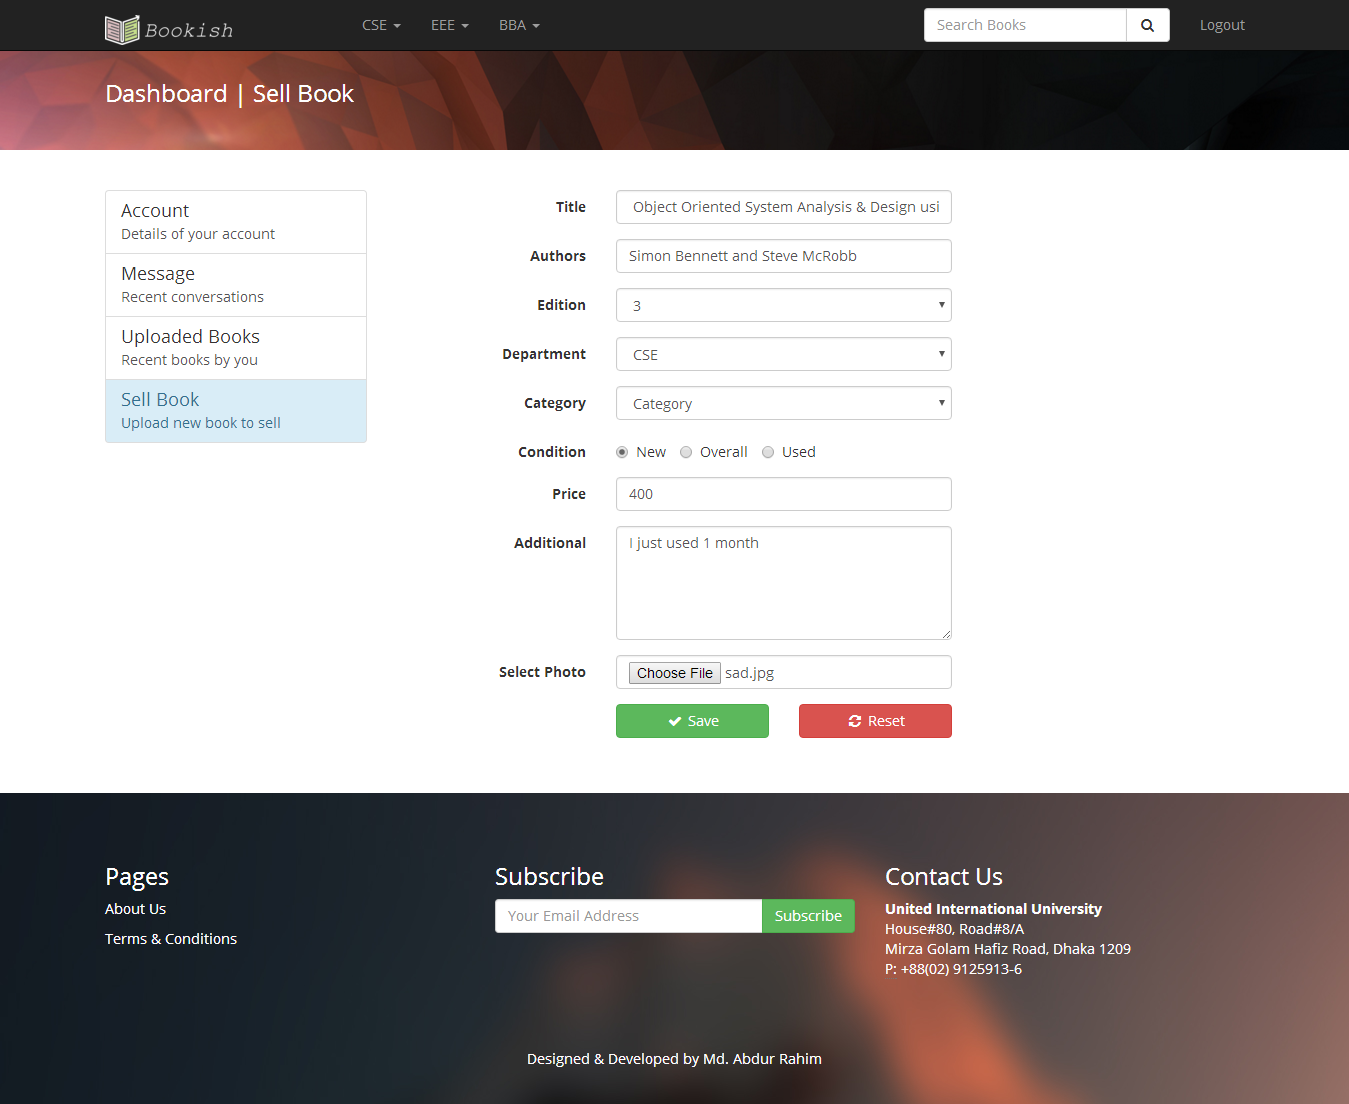 Bookish
CSE
EEE
BBA
Search Books
Logout
Dashboard | Sell Book
Account
Details of your account
Message
Recent conversations
Uploaded Books
Recent books by you
Sell Book
Upload new book to sell
Title
Object Oriented System Analysis & Design usi
Authors
Simon Bennett and Steve McRobb
Edition
3
Department
CSE
Category
Category
Condition
New
Overall
Used
Price
400
Additional
I just used 1 month
Select Photo
Choose File sad.jpg
Save
Reset
Pages
About Us
Terms & Conditions
Subscribe
Your Email Address
Subscribe
Contact Us
United International University
House#80, Road#8/A
Mirza Golam Hafiz Road, Dhaka 1209
P: +88(02) 9125913-6
Designed & Developed by Md. Abdur Rahim